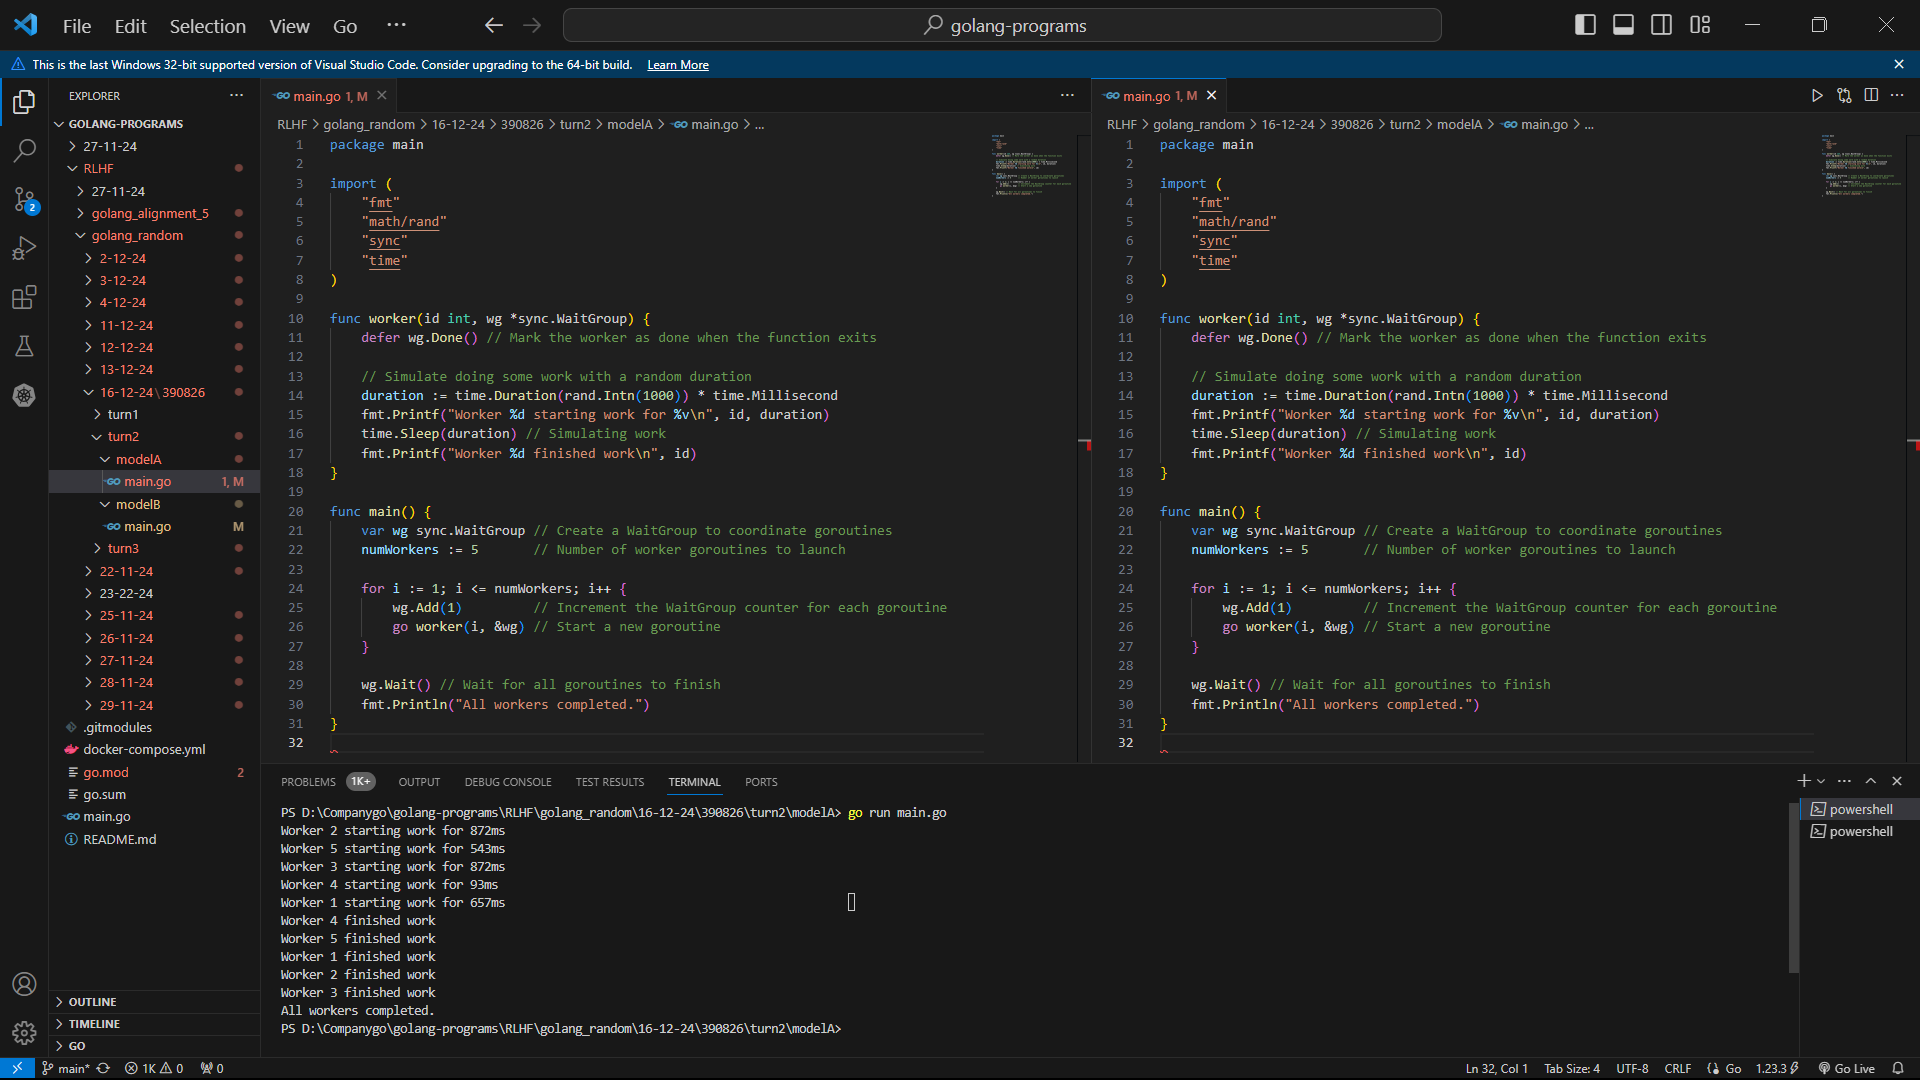 File Edit Selection View Go ... golang-programs
This is the last Windows 32-bit supported version of Visual Studio Code. Consider upgrading to the 64-bit build. Learn More
EXPLORER
GOLANG-PROGRAMS
27-11-24
RLHF
27-11-24
golang_alignment_5
golang_random
2-12-24
3-12-24
4-12-24
11-12-24
12-12-24
13-12-24
16-12-24\390826
turn1
turn2
modelA
main.go 1, M
modelB
main.go M
turn3
22-11-24
23-22-24
25-11-24
26-11-24
27-11-24
28-11-24
29-11-24
.gitmodules
docker-compose.yml
go.mod 2
go.sum
main.go
README.md
OUTLINE
TIMELINE
GO
2
main.go 1, M
RLHF > golang_random > 16-12-24 > 390826 > turn2 > modelA > main.go > ...
1 package main
2
3 import (
4 "fmt"
5 "math/rand"
6 "sync"
7 "time"
8 )
9
10 func worker(id int, wg *sync.WaitGroup) {
11 defer wg.Done() // Mark the worker as done when the function exits
12
13 // Simulate doing some work with a random duration
14 duration := time.Duration(rand.Intn(1000)) * time.Millisecond
15 fmt.Printf("Worker %d starting work for %v\n", id, duration)
16 time.Sleep(duration) // Simulating work
17 fmt.Printf("Worker %d finished work\n", id)
18 }
19
20 func main() {
21 var wg sync.WaitGroup // Create a WaitGroup to coordinate goroutines
22 numWorkers := 5 // Number of worker goroutines to launch
23
24 for i := 1; i <= numWorkers; i++ {
25 wg.Add(1) // Increment the WaitGroup counter for each goroutine
26 go worker(i, &wg) // Start a new goroutine
27 }
28
29 wg.Wait() // Wait for all goroutines to finish
30 fmt.Println("All workers completed.")
31 }
32
main.go 1, M
RLHF > golang_random > 16-12-24 > 390826 > turn2 > modelA > main.go > ...
1 package main
2
3 import (
4 "fmt"
5 "math/rand"
6 "sync"
7 "time"
8 )
9
10 func worker(id int, wg *sync.WaitGroup) {
11 defer wg.Done() // Mark the worker as done when the function exits
12
13 // Simulate doing some work with a random duration
14 duration := time.Duration(rand.Intn(1000)) * time.Millisecond
15 fmt.Printf("Worker %d starting work for %v\n", id, duration)
16 time.Sleep(duration) // Simulating work
17 fmt.Printf("Worker %d finished work\n", id)
18 }
19
20 func main() {
21 var wg sync.WaitGroup // Create a WaitGroup to coordinate goroutines
22 numWorkers := 5 // Number of worker goroutines to launch
23
24 for i := 1; i <= numWorkers; i++ {
25 wg.Add(1) // Increment the WaitGroup counter for each goroutine
26 go worker(i, &wg) // Start a new goroutine
27 }
28
29 wg.Wait() // Wait for all goroutines to finish
30 fmt.Println("All workers completed.")
31 }
32
PROBLEMS 1K+ OUTPUT DEBUG CONSOLE TEST RESULTS TERMINAL PORTS
PS D:\Companygo\golang-programs\RLHF\golang_random\16-12-24\390826\turn2\modelA> go run main.go
Worker 2 starting work for 872ms
Worker 5 starting work for 543ms
Worker 3 starting work for 872ms
Worker 4 starting work for 93ms
Worker 1 starting work for 657ms
Worker 4 finished work
Worker 5 finished work
Worker 1 finished work
Worker 2 finished work
Worker 3 finished work
All workers completed.
PS D:\Companygo\golang-programs\RLHF\golang_random\16-12-24\390826\turn2\modelA>
powershell
powershell
main* 1K 0 0 Ln 32, Col 1 Tab Size: 4 UTF-8 CRLF Go 1.23.3 Go Live